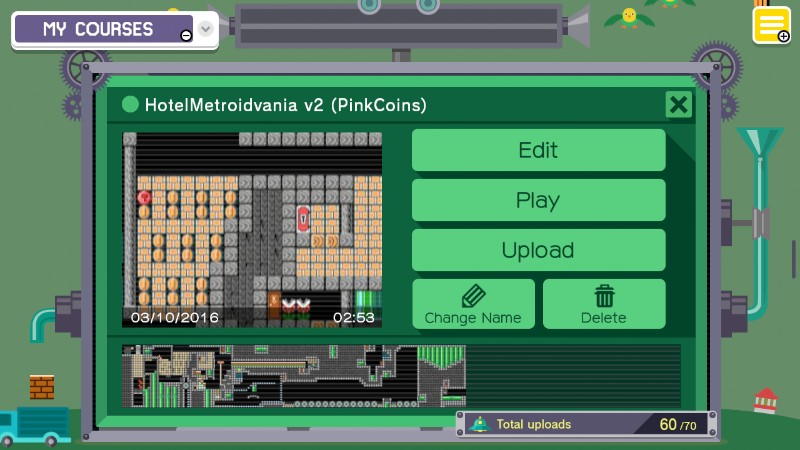 MY COURSES
HotelMetroidvania v2 (PinkCoins)
Edit
Play
Upload
Change Name
Delete
03/10/2016
02:53
Total uploads
60 /70